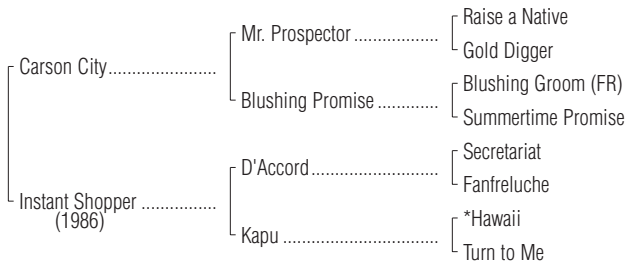 Raise a Native
Mr. Prospector ..................
Gold Digger
Carson City.......................
Blushing Groom (FR)
Blushing Promise .............
Summertime Promise
Secretariat
D'Accord...........................
Fanfreluche
Instant Shopper ................
(1986)
*Hawaii
Kapu .................................
Turn to Me